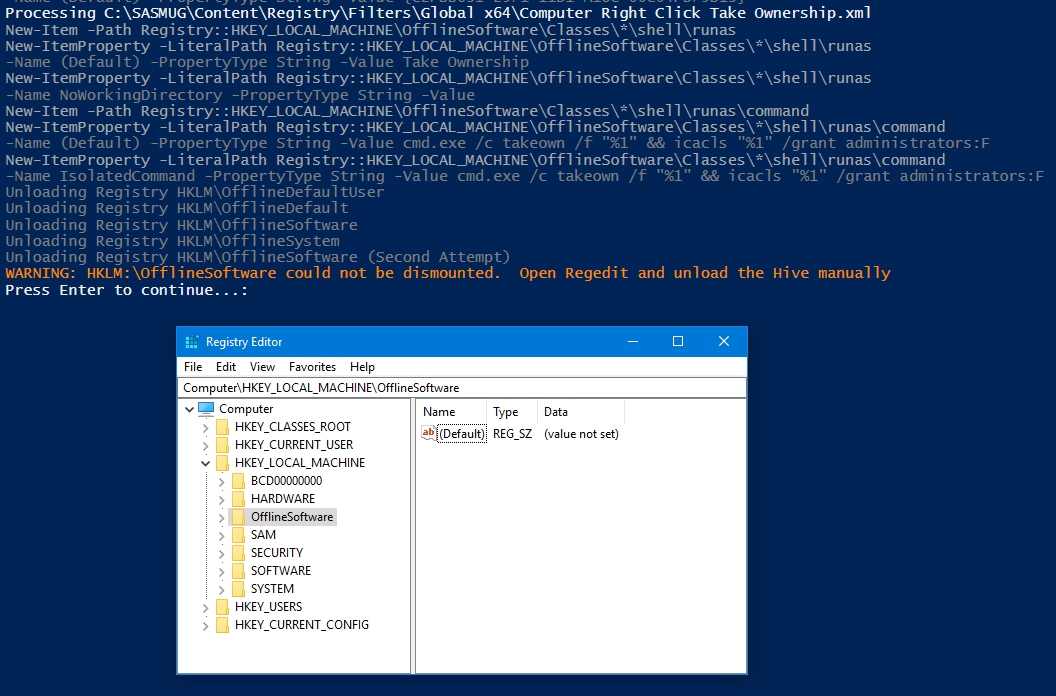 Processing C:\SASMUG\Content\Registry\Filters\Global x64\Computer Right Click Take Ownership.xml
New-Item -Path Registry::HKEY_LOCAL_MACHINE\OfflineSoftware\Classes\*\shell\runas
New-ItemProperty -LiteralPath Registry::HKEY_LOCAL_MACHINE\OfflineSoftware\Classes\*\shell\runas
-Name (Default) -PropertyType String -Value Take Ownership
New-ItemProperty -LiteralPath Registry::HKEY_LOCAL_MACHINE\OfflineSoftware\Classes\*\shell\runas
-Name NoWorkingDirectory -PropertyType String -Value
New-Item -Path Registry::HKEY_LOCAL_MACHINE\OfflineSoftware\Classes\*\shell\runas\command
New-ItemProperty -LiteralPath Registry::HKEY_LOCAL_MACHINE\OfflineSoftware\Classes\*\shell\runas\command
-Name (Default) -PropertyType String -Value cmd.exe /c takeown /f "%1" && icacls "%1" /grant administrators:F
New-ItemProperty -LiteralPath Registry::HKEY_LOCAL_MACHINE\OfflineSoftware\Classes\*\shell\runas\command
-Name IsolatedCommand -PropertyType String -Value cmd.exe /c takeown /f "%1" && icacls "%1" /grant administrators:F
Unloading Registry HKLM\OfflineDefaultUser
Unloading Registry HKLM\OfflineDefault
Unloading Registry HKLM\OfflineSoftware
Unloading Registry HKLM\OfflineSystem
Unloading Registry HKLM\OfflineSoftware (Second Attempt)
WARNING: HKLM:\OfflineSoftware could not be dismounted.  Open Regedit and unload the Hive manually
Press Enter to continue...:
Registry Editor
File Edit View Favorites Help
Computer\HKEY_LOCAL_MACHINE\OfflineSoftware
Computer
HKEY_CLASSES_ROOT
HKEY_CURRENT_USER
HKEY_LOCAL_MACHINE
BCD00000000
HARDWARE
OfflineSoftware
SAM
SECURITY
SOFTWARE
SYSTEM
HKEY_USERS
HKEY_CURRENT_CONFIG
Name Type Data
ab (Default) REG_SZ (value not set)